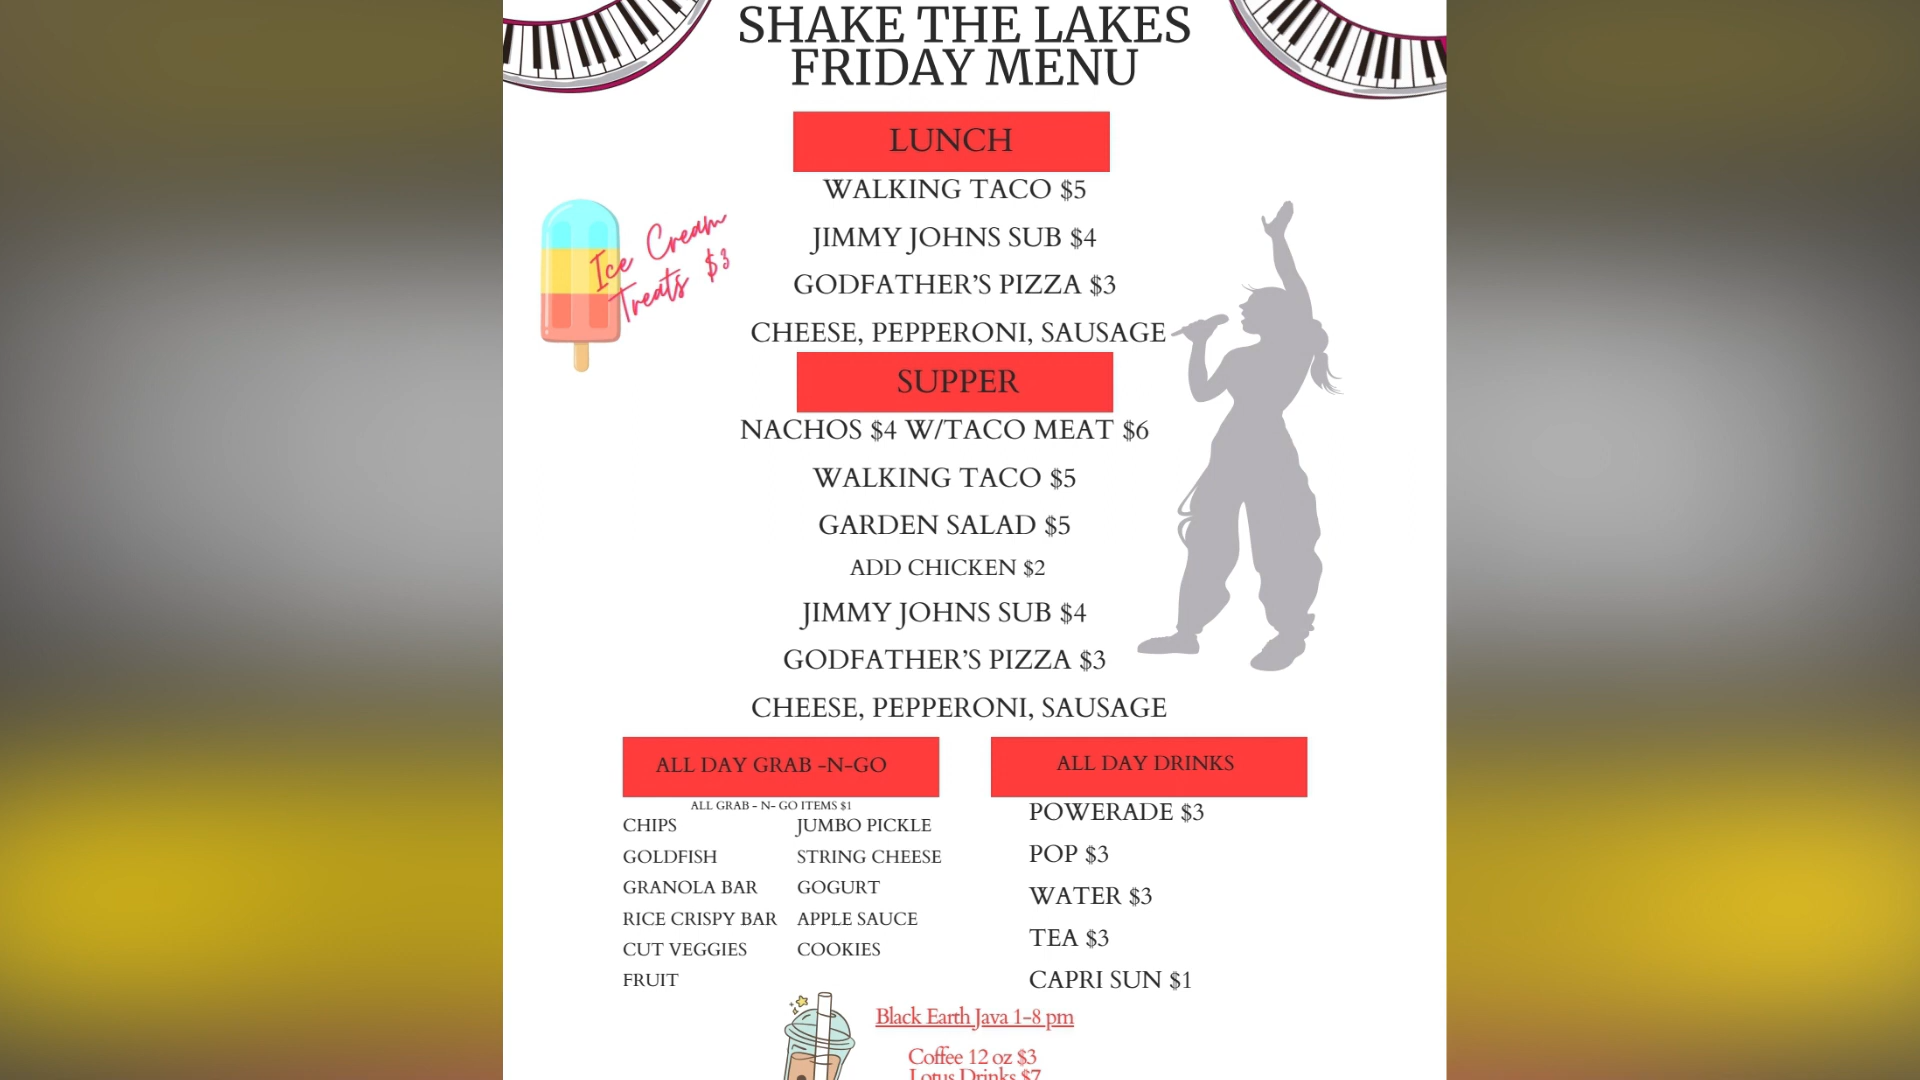 SHAKE THE LAKES
FRIDAY MENU
LUNCH
WALKING TACO $5
JIMMY JOHNS SUB $4
GODFATHER'S PIZZA $3
CHEESE, PEPPERONI, SAUSAGE
Ice Cream
Treats $3
SUPPER
NACHOS $4 W/TACO MEAT $6
WALKING TACO $5
GARDEN SALAD $5
ADD CHICKEN $2
JIMMY JOHNS SUB $4
GODFATHER'S PIZZA $3
CHEESE, PEPPERONI, SAUSAGE
ALL DAY GRAB -N-GO
ALL GRAB - N- GO ITEMS $1
CHIPS
GOLDFISH
GRANOLA BAR
RICE CRISPY BAR
CUT VEGGIES
FRUIT
JUMBO PICKLE
STRING CHEESE
GOGURT
APPLE SAUCE
COOKIES
ALL DAY DRINKS
POWERADE $3
POP $3
WATER $3
TEA $3
CAPRI SUN $1
Black Earth Java 1-8 pm
Coffee 12 oz $3
Lotus Drinks $7